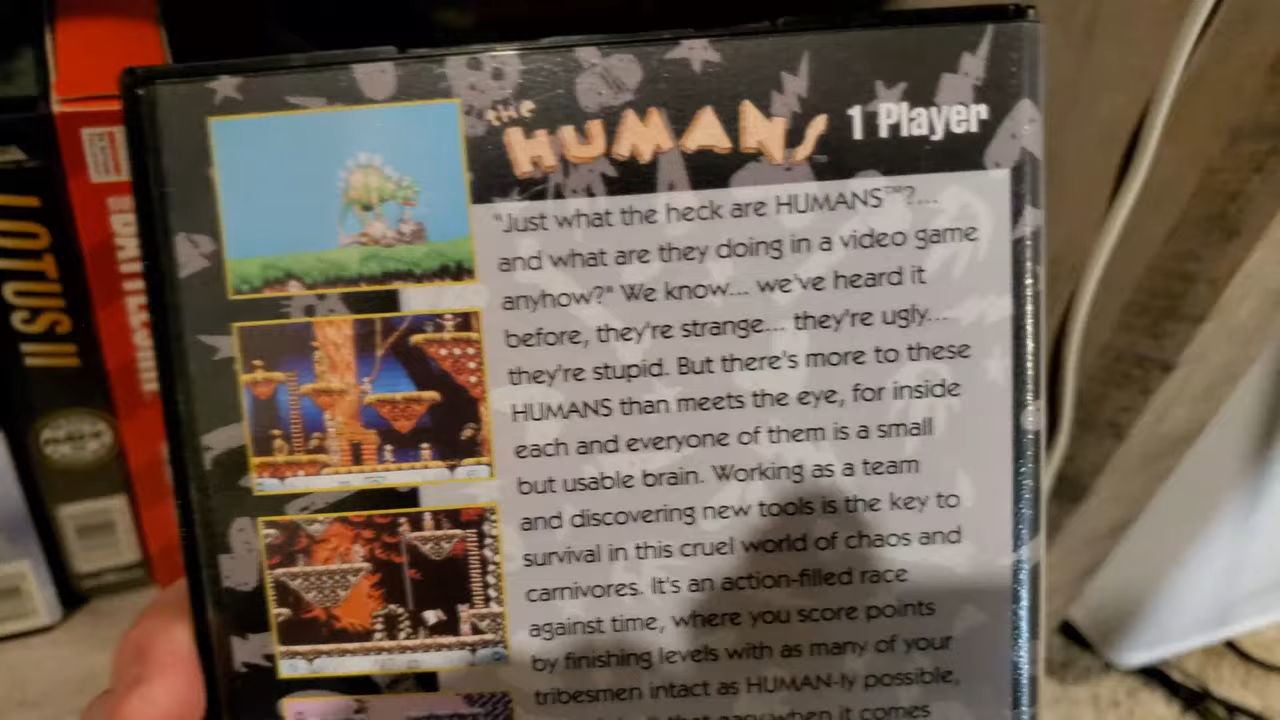 the HUMANS™ 1 Player
"Just what the heck are HUMANS™?...
and what are they doing in a video game
anyhow?" We know... we've heard it
before, they're strange... they're ugly...
they're stupid. But there's more to these
HUMANS than meets the eye, for inside
each and everyone of them is a small
but usable brain. Working as a team
and discovering new tools is the key to
survival in this cruel world of chaos and
carnivores. It's an action-filled race
against time, where you score points
by finishing levels with as many of your
tribesmen intact as HUMAN-ly possible,
when it comes
LOTUS II